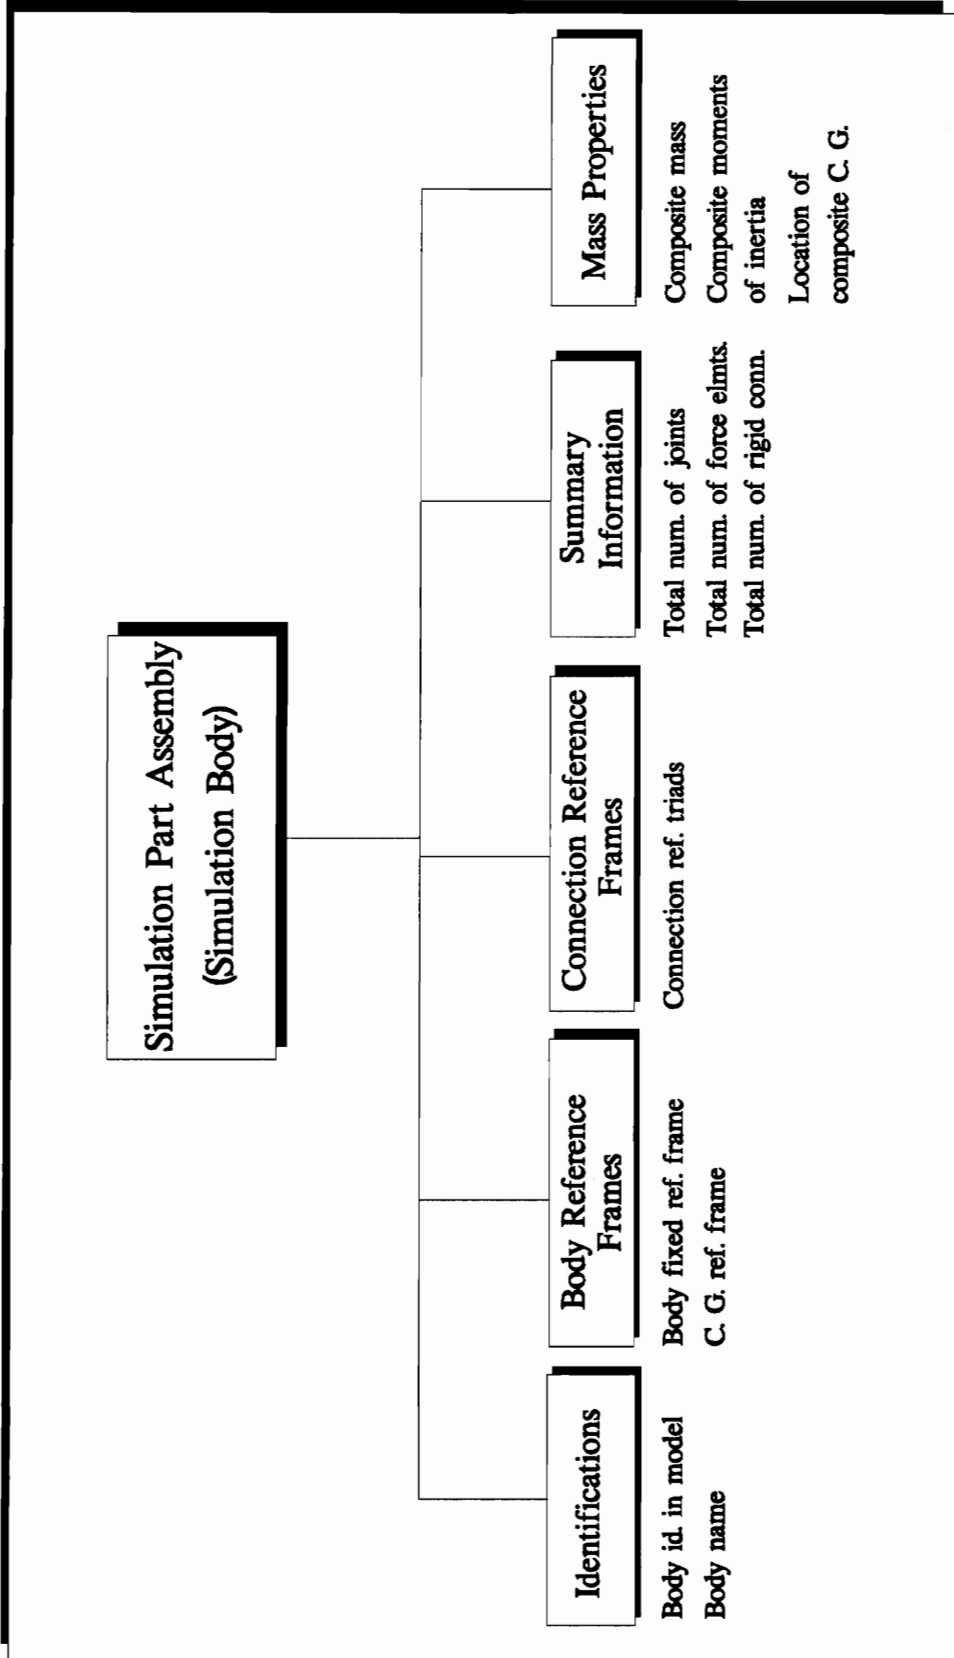 Simulation Part Assembly
(Simulation Body)
Identifications
Body id. in model
Body name
Body Reference
Frames
Body fixed ref. frame
C. G. ref. frame
Connection Reference
Frames
Connection ref. triads
Summary
Information
Total num. of joints
Total num. of force elmts.
Total num. of rigid conn.
Mass Properties
Composite mass
Composite moments
of inertia
Location of
composite C. G.